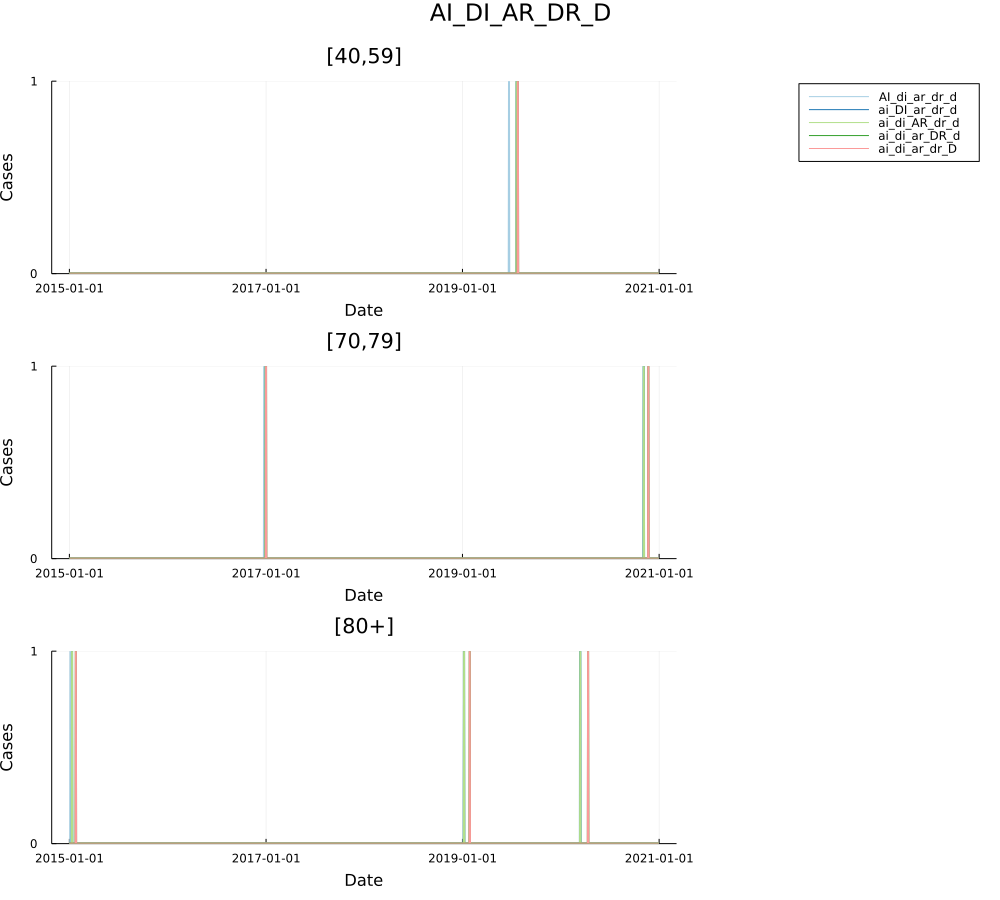 AI_DI_AR_DR_D
[40,59]
1
Cases
0
2015-01-01 2017-01-01 2019-01-01 2021-01-01
Date
AI_di_ar_dr_d
ai_DI_ar_dr_d
ai_di_AR_dr_d
ai_di_ar_DR_d
ai_di_ar_dr_D
[70,79]
1
Cases
0
2015-01-01 2017-01-01 2019-01-01 2021-01-01
Date
[80+]
1
Cases
0
2015-01-01 2017-01-01 2019-01-01 2021-01-01
Date